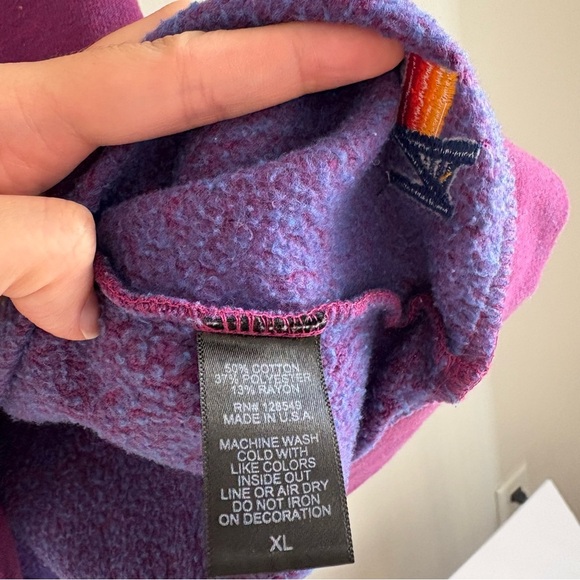 50% COTTON
37% POLYESTER
13% RAYON
RN# 128549
MADE IN U.S.A.
MACHINE WASH
COLD WITH
LIKE COLORS
INSIDE OUT
LINE OR AIR DRY
DO NOT IRON
ON DECORATION
XL